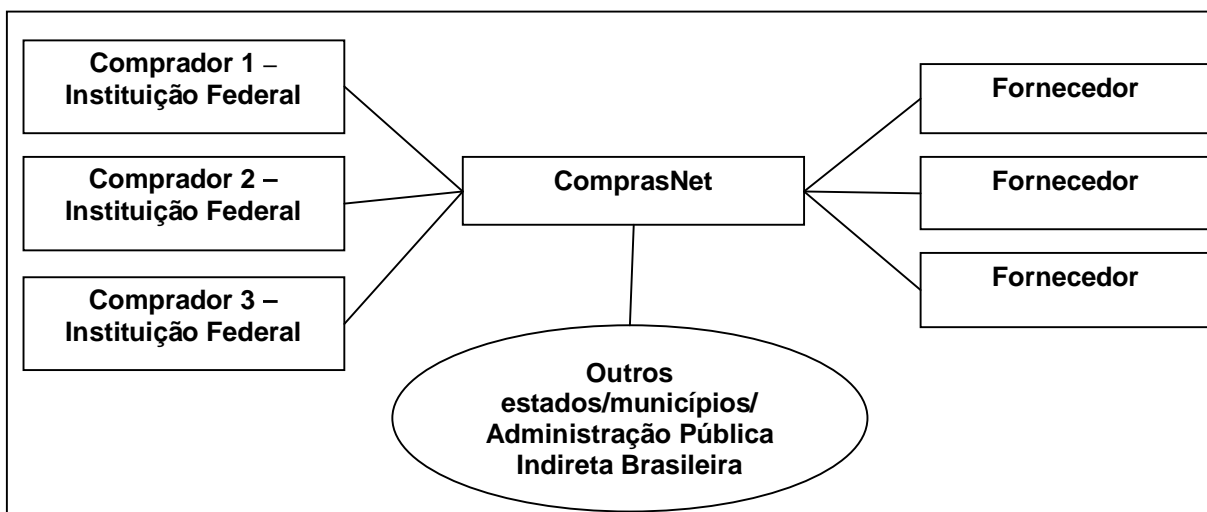 Comprador 1 –
Instituição Federal
Comprador 2 –
Instituição Federal
Comprador 3 –
Instituição Federal
ComprasNet
Fornecedor
Fornecedor
Fornecedor
Outros
estados/municípios/
Administração Pública
Indireta Brasileira